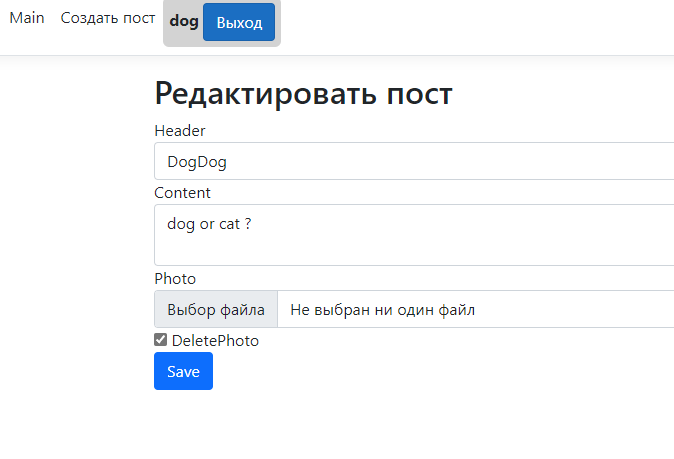 Main Создать пост dog Выход
Редактировать пост
Header
DogDog
Content
dog or cat ?
Photo
Выбор файла Не выбран ни один файл
DeletePhoto
Save